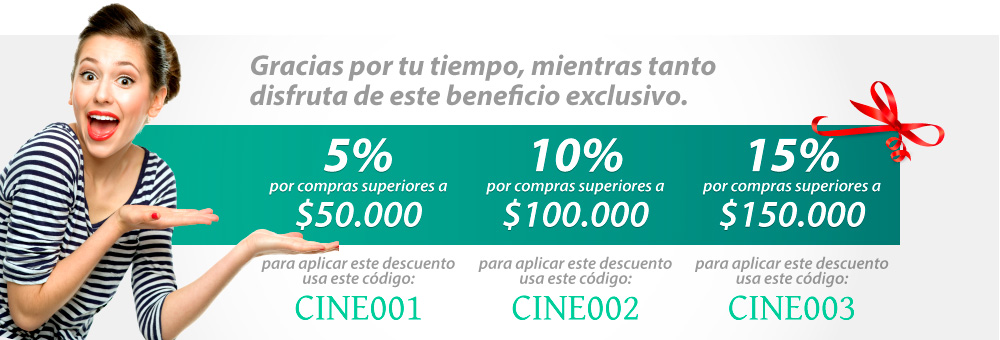 Gracias por tu tiempo, mientras tanto
disfruta de este beneficio exclusivo.
5%
por compras superiores a
$50.000
10%
por compras superiores a
$100.000
15%
por compras superiores a
$150.000
para aplicar este descuento
usa este código:
CINE001
para aplicar este descuento
usa este código:
CINE002
para aplicar este descuento
usa este código:
CINE003